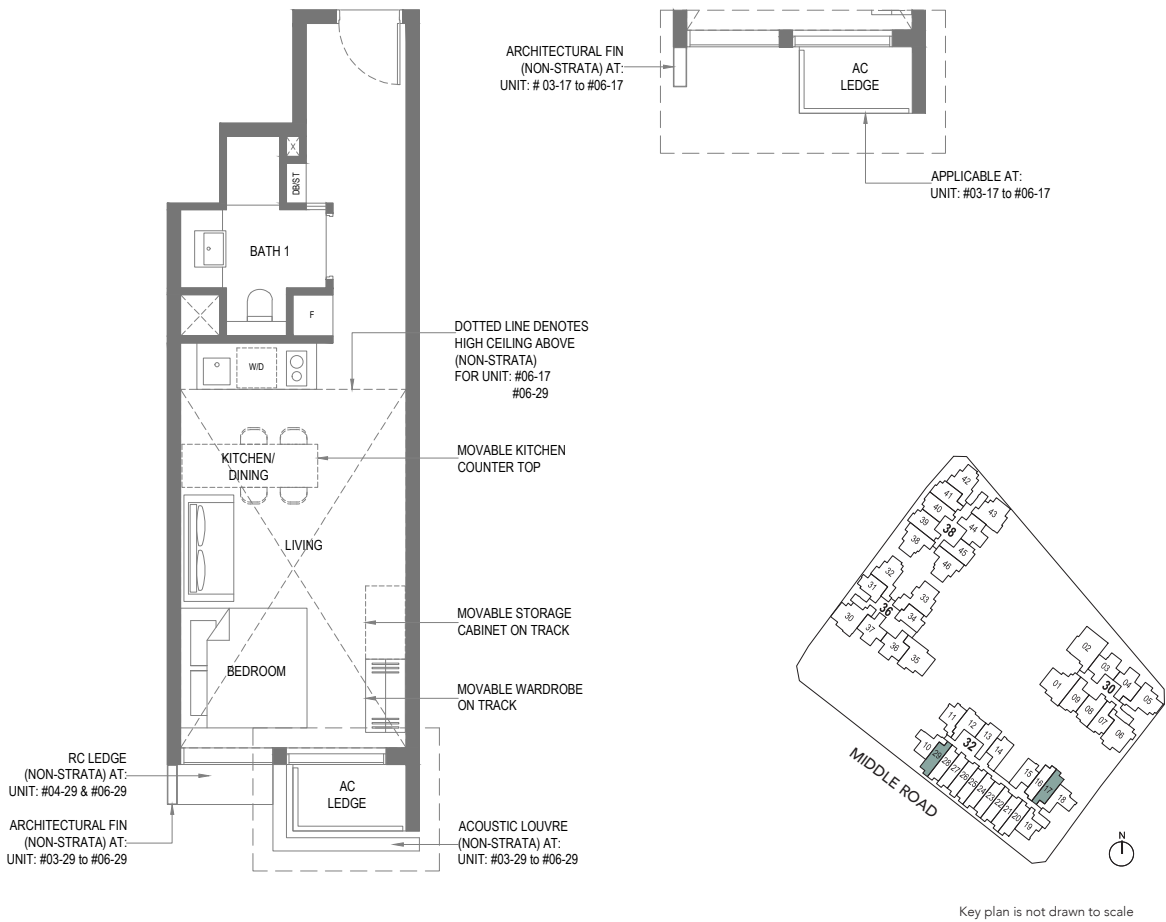 ARCHITECTURAL FIN
(NON-STRATA) AT:
UNIT: # 03-17 to #06-17
AC
LEDGE
APPLICABLE AT:
UNIT: #03-17 to #06-17
X
DB/ST
BATH 1
F
W/D
DOTTED LINE DENOTES
HIGH CEILING ABOVE
(NON-STRATA)
FOR UNIT: #06-17
#06-29
KITCHEN/
DINING
MOVABLE KITCHEN
COUNTER TOP
LIVING
MOVABLE STORAGE
CABINET ON TRACK
BEDROOM
MOVABLE WARDROBE
ON TRACK
RC LEDGE
(NON-STRATA) AT:
UNIT: #04-29 & #06-29
AC
LEDGE
ARCHITECTURAL FIN
(NON-STRATA) AT:
UNIT: #03-29 to #06-29
ACOUSTIC LOUVRE
(NON-STRATA) AT:
UNIT: #03-29 to #06-29
42
41
40
43
39
38
44
38
45
46
32
31
33
36
34
30
37
36
35
02
03
04
01
30
05
09
08
07
06
11
12
13
10
32
14
29
28
27
26
25
24
23
22
21
20
19
15
16
17
18
MIDDLE ROAD
N
Key plan is not drawn to scale